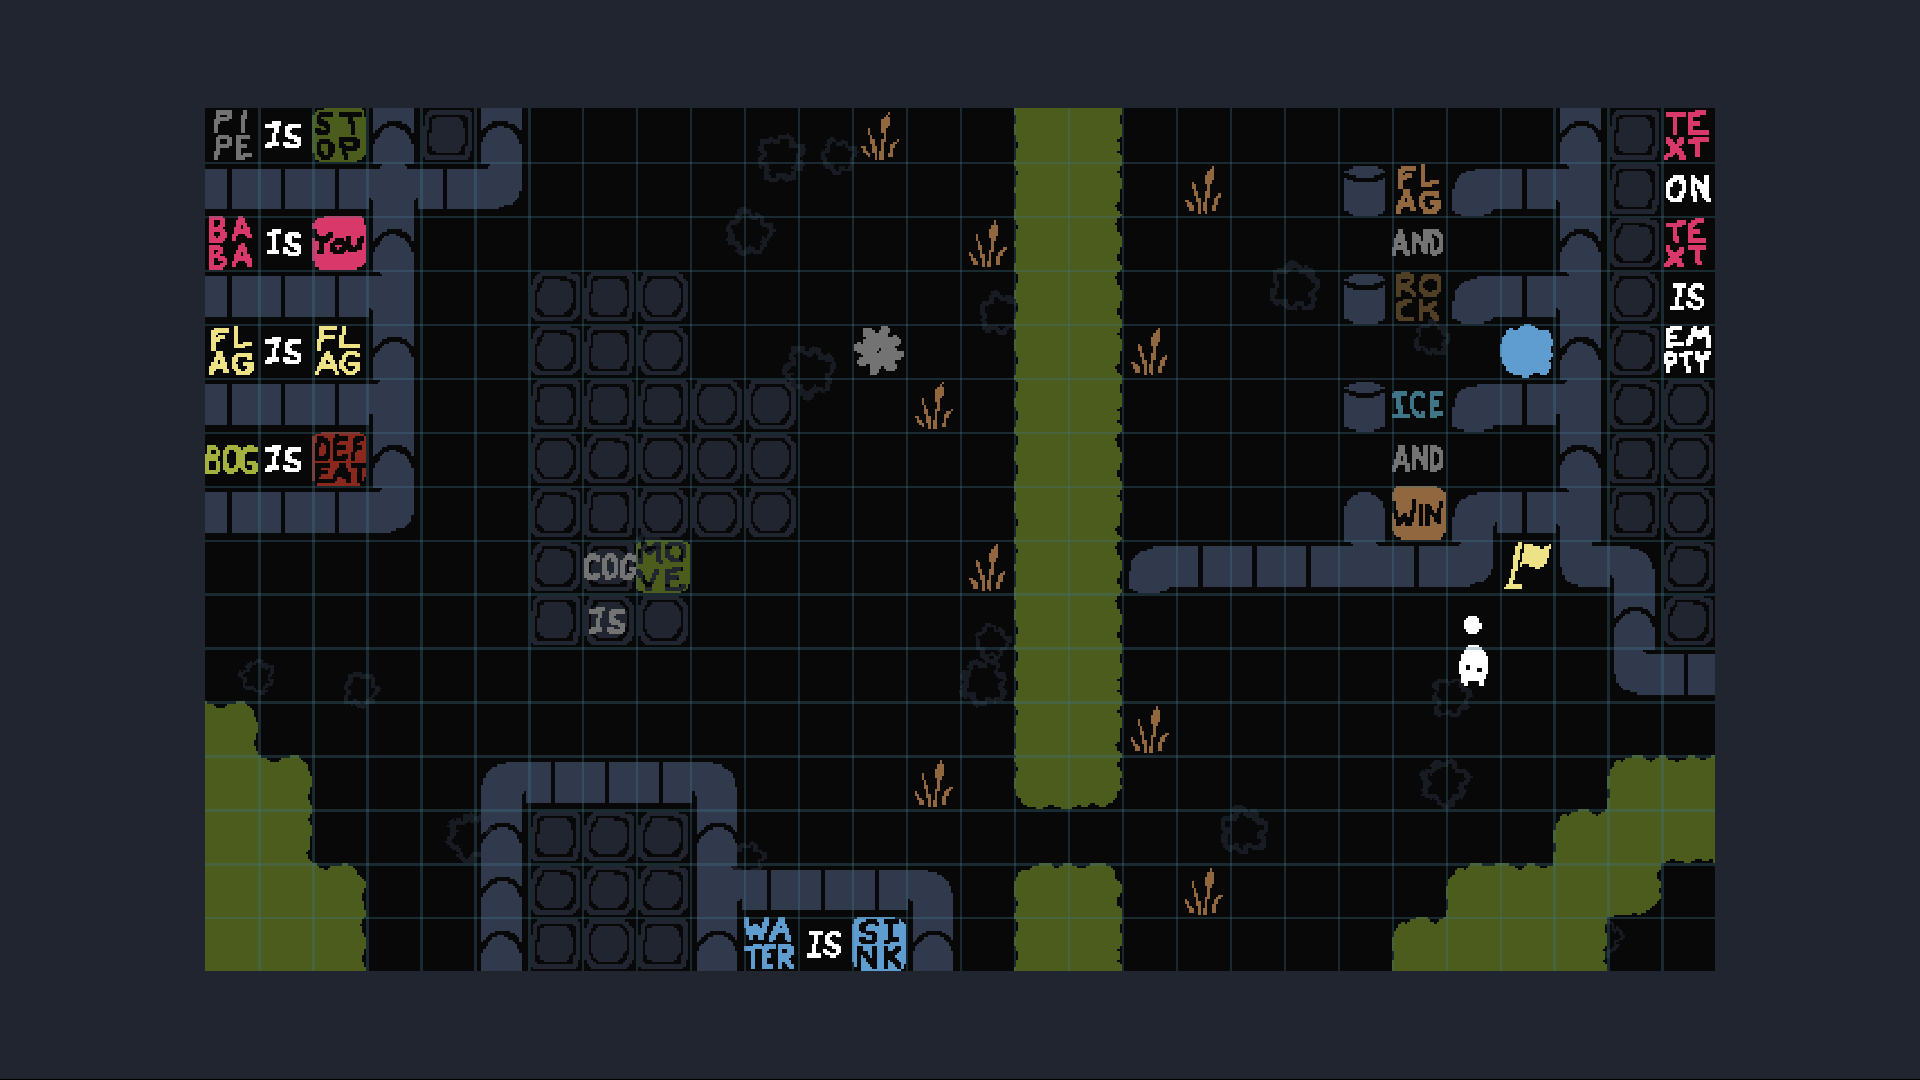 PIPE IS STOP
BABA IS YOU
FLAG IS FLAG
BOG IS DEFEAT
COG MOVE
IS
WATER IS SINK
FLAG
AND
ROCK
ICE
AND
WIN
TEXT
ON
TEXT
IS
EMPTY